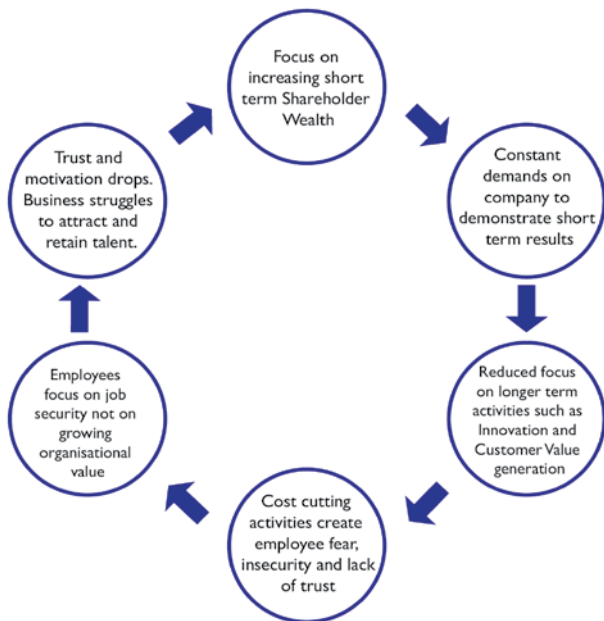 Focus on
increasing short
term Shareholder
Wealth
Constant
demands on
company to
demonstrate short
term results
Reduced focus
on longer term
activities such as
Innovation and
Customer Value
generation
Cost cutting
activities create
employee fear,
insecurity and lack
of trust
Employees
focus on job
security not on
growing
organisational
value
Trust and
motivation drops.
Business struggles
to attract and
retain talent.